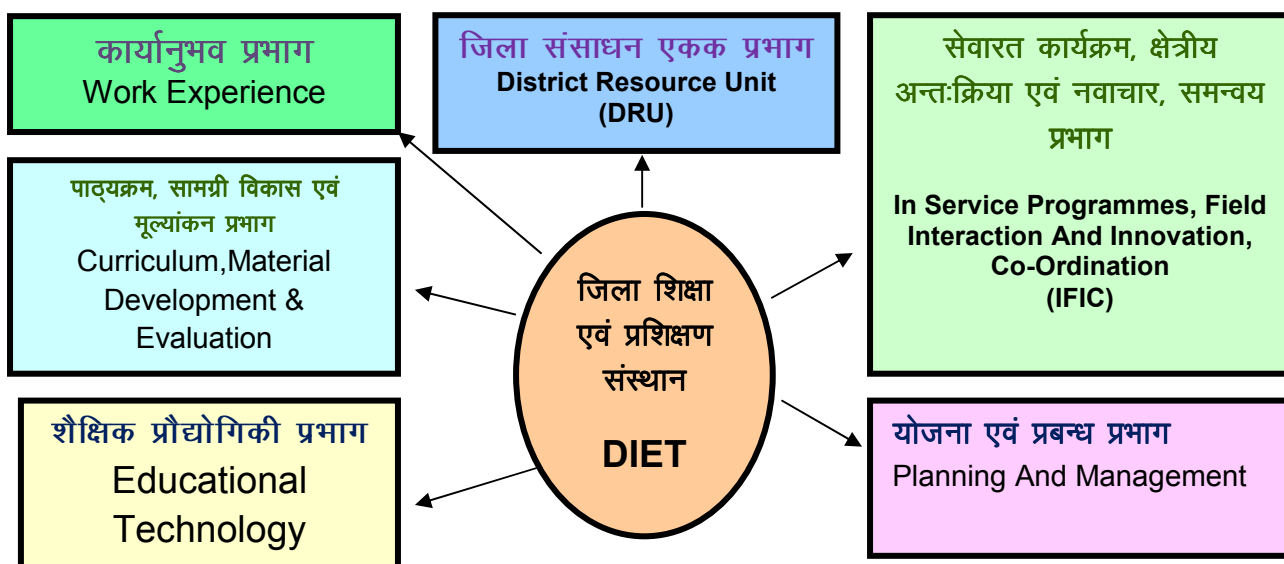 कार्यानुभव प्रभाग
Work Experience
जिला संसाधन एकक प्रभाग
District Resource Unit
(DRU)
सेवारत कार्यक्रम, क्षेत्रीय
अन्तःक्रिया एवं नवाचार, समन्वय
प्रभाग
In Service Programmes, Field
Interaction And Innovation,
Co-Ordination
(IFIC)
पाठ्यक्रम, सामग्री विकास एवं
मूल्यांकन प्रभाग
Curriculum,Material
Development &
Evaluation
जिला शिक्षा
एवं प्रशिक्षण
संस्थान
DIET
शैक्षिक प्रौद्योगिकी प्रभाग
Educational
Technology
योजना एवं प्रबन्ध प्रभाग
Planning And Management